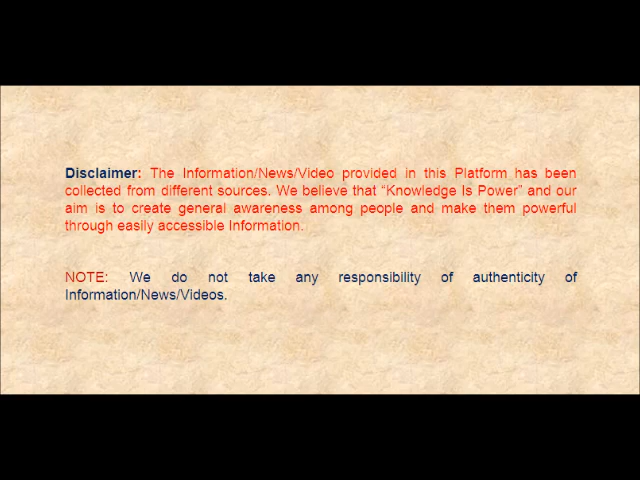 Disclaimer: The Information/News/Video provided in this Platform has been
collected from different sources. We believe that “Knowledge Is Power” and our
aim is to create general awareness among people and make them powerful
through easily accessible Information.
NOTE: We do not take any responsibility of authenticity of
Information/News/Videos.